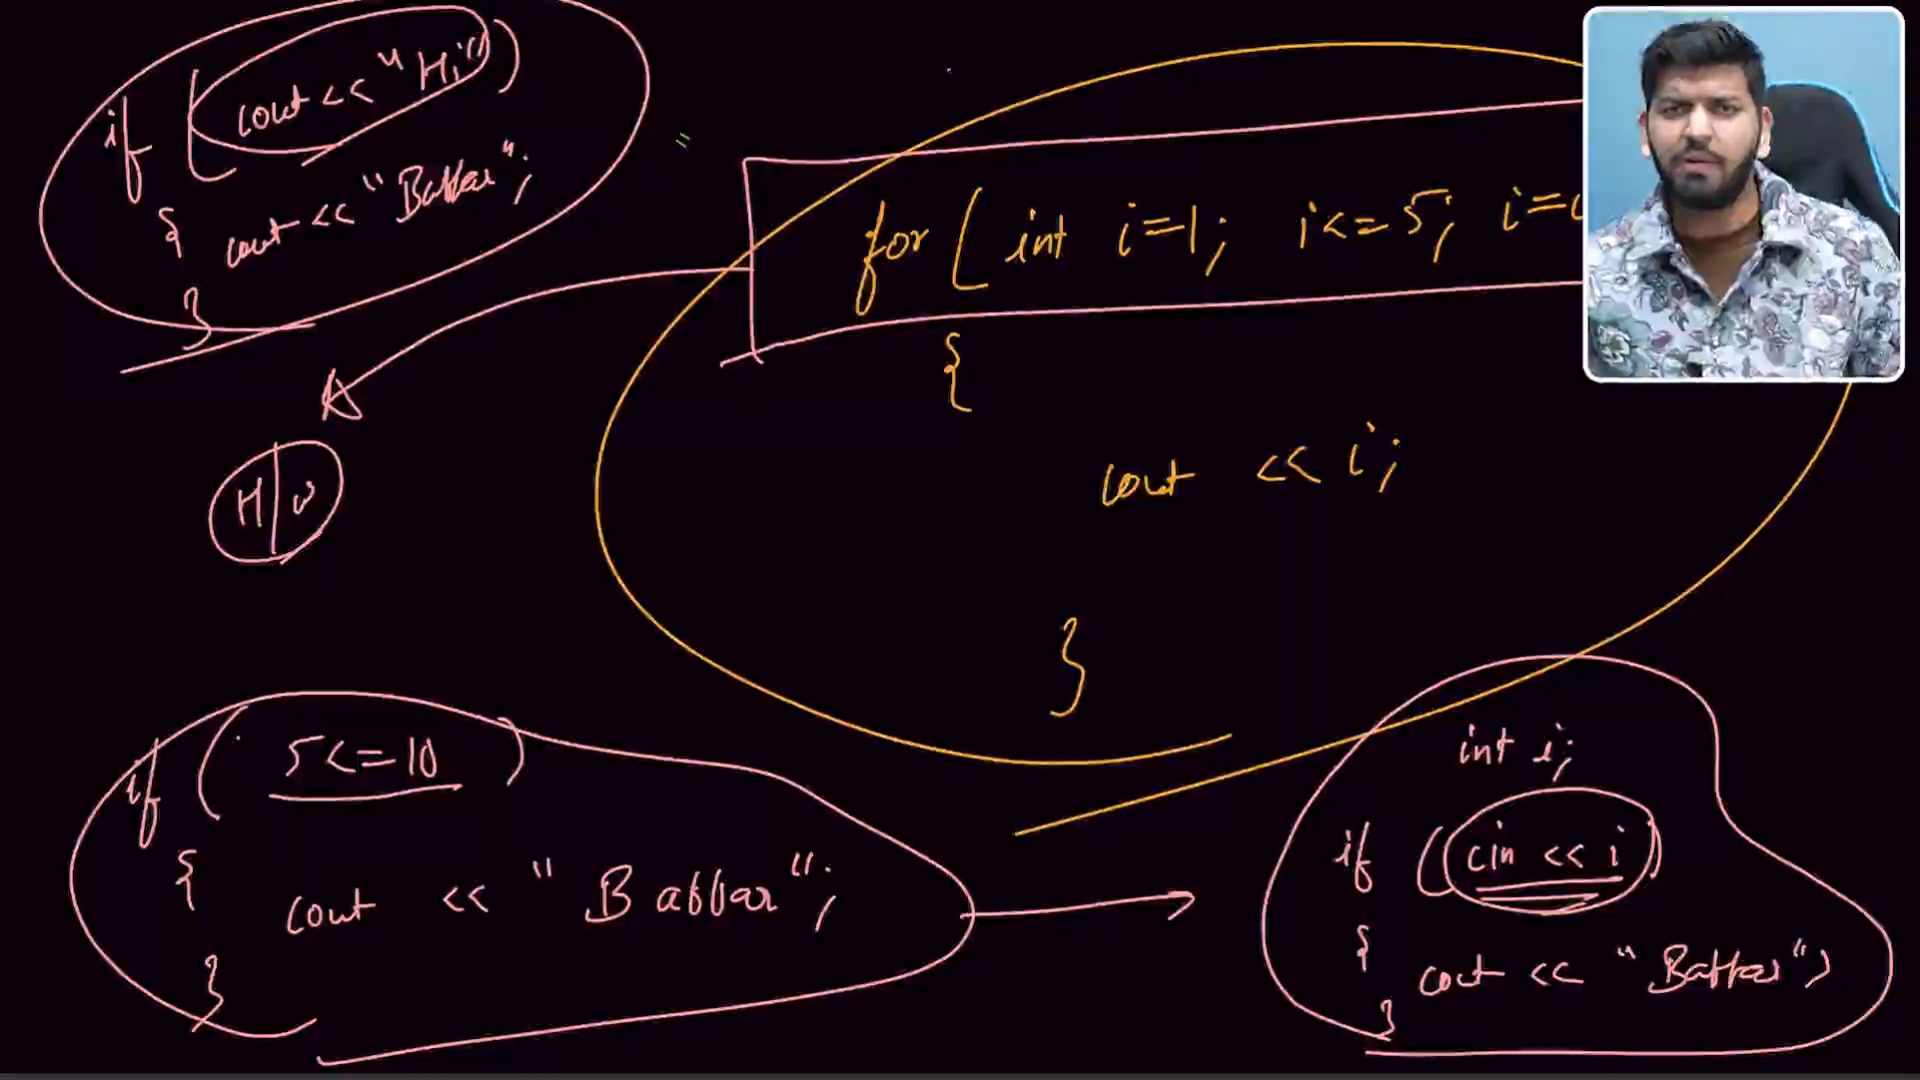 if (cout << "Hi")
{ cout << "Babbar";
}
for ( int i=1; i<=5; i=
{
cout << i;
}
H/W
if ( 5<=10 )
{
cout << "Babbar";
}
int i;
if (cin << i)
{ cout << "Babbar")
}